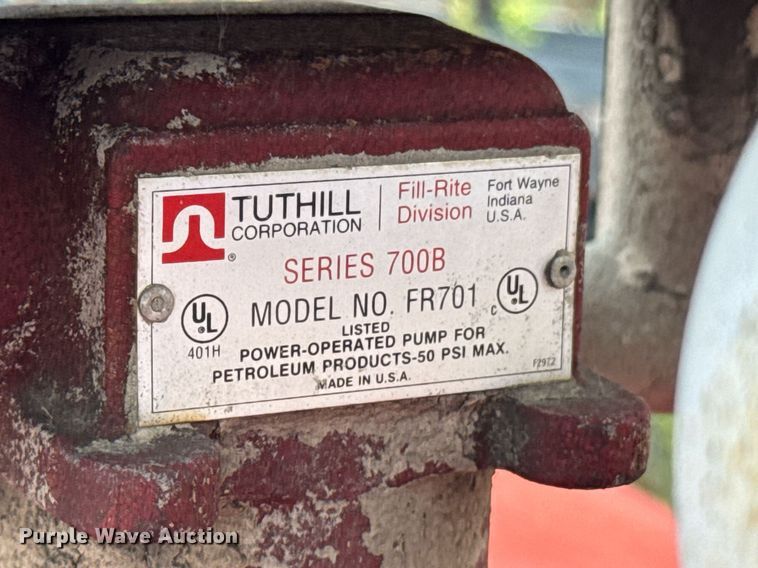 TUTHILL
CORPORATION
®
Fill-Rite
Division
Fort Wayne
Indiana
U.S.A.
SERIES 700B
MODEL NO. FR701
UL
®
401H
c UL
LISTED
POWER-OPERATED PUMP FOR
PETROLEUM PRODUCTS-50 PSI MAX.
MADE IN U.S.A.
F29T2
Purple Wave Auction